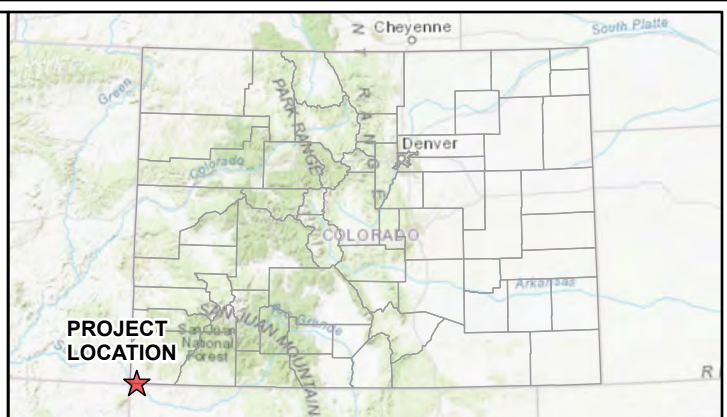 Cheyenne
South Platte
N T
Green
PARK RANGE
R A N G E
Denver
Colorado
COLORADO
Arkansas
SAN JUAN MOUNTAIN
Rio Grande
PROJECT
LOCATION
San Juan
National
Forest
S
R